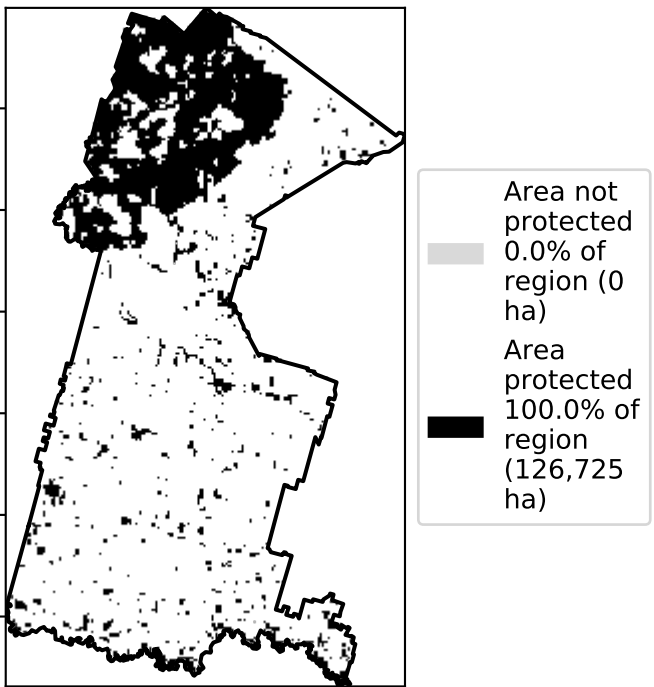 Area not
protected
0.0% of
region (0
ha)
Area
protected
100.0% of
region
(126,725
ha)